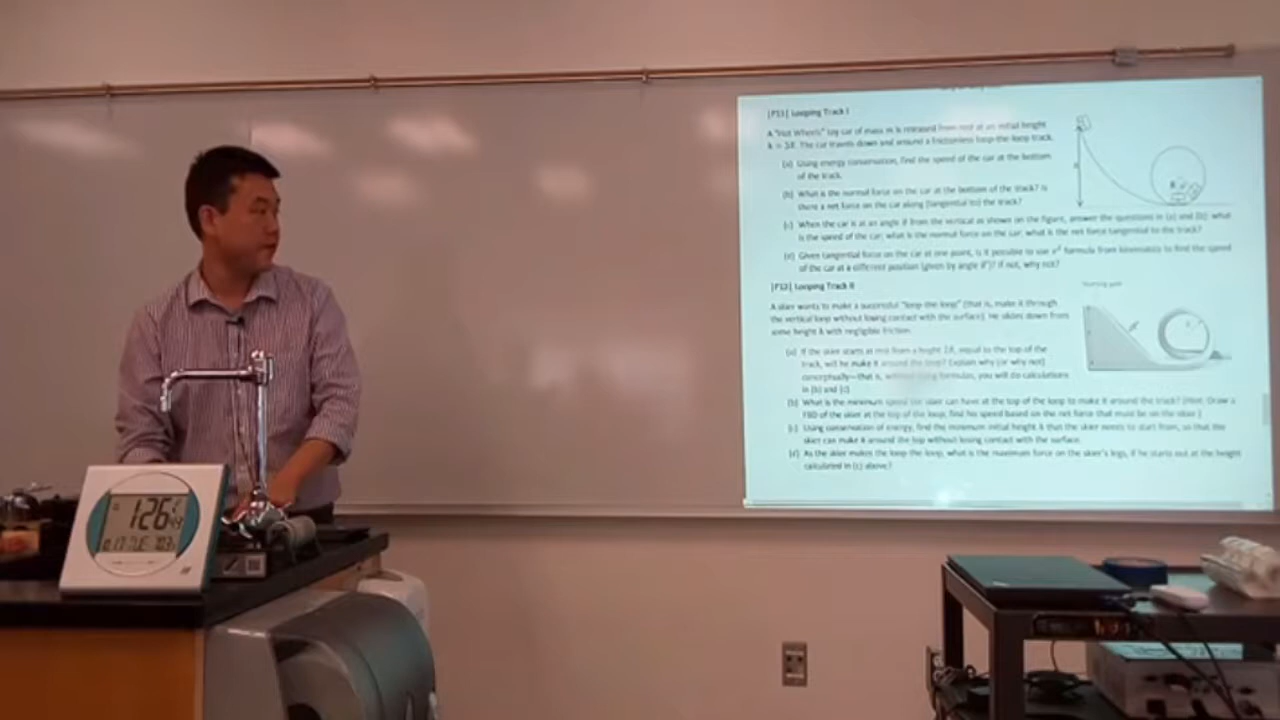 [P11] Looping Track I
A "Hot Wheels" toy car of mass m is released from rest at an initial height
h = 3R. The car travels down and around a frictionless loop-the-loop track.
(a) Using energy conservation, find the speed of the car at the bottom
of the track.
(b) What is the normal force on the car at the bottom of the track? Is
there a net force on the car along (tangential to) the track?
(c) When the car is at an angle θ from the vertical as shown on the figure, answer the questions in (a) and (b): what
is the speed of the car; what is the normal force on the car; what is the net force tangential to the track?
(d) Given tangential force on the car at one point, is it possible to use v² formula from kinematics to find the speed
of the car at a different position (given by angle θ')? If not, why not?
[P12] Looping Track II
A skier wants to make a successful "loop-the-loop" (that is, make it through
the vertical loop without losing contact with the surface). He skis down from
some height h with negligible friction.
(a) If the skier starts at rest from a height 2R, equal to the top of the
track, will he make it around the loop? Explain why (or why not)
conceptually—that is, without using formulas, you will do calculations
in (b) and (c)
(b) What is the minimum speed the skier can have at the top of the loop to make it around the track? (Hint: Draw a
FBD of the skier at the top of the loop, find his speed based on the net force that must be on the skier.)
(c) Using conservation of energy, find the minimum initial height h that the skier needs to start from, so that the
skier can make it around the loop without losing contact with the surface.
(d) As the skier makes the loop-the-loop, what is the maximum force on the skier's legs, if he starts out at the height
calculated in (c) above?
1:26